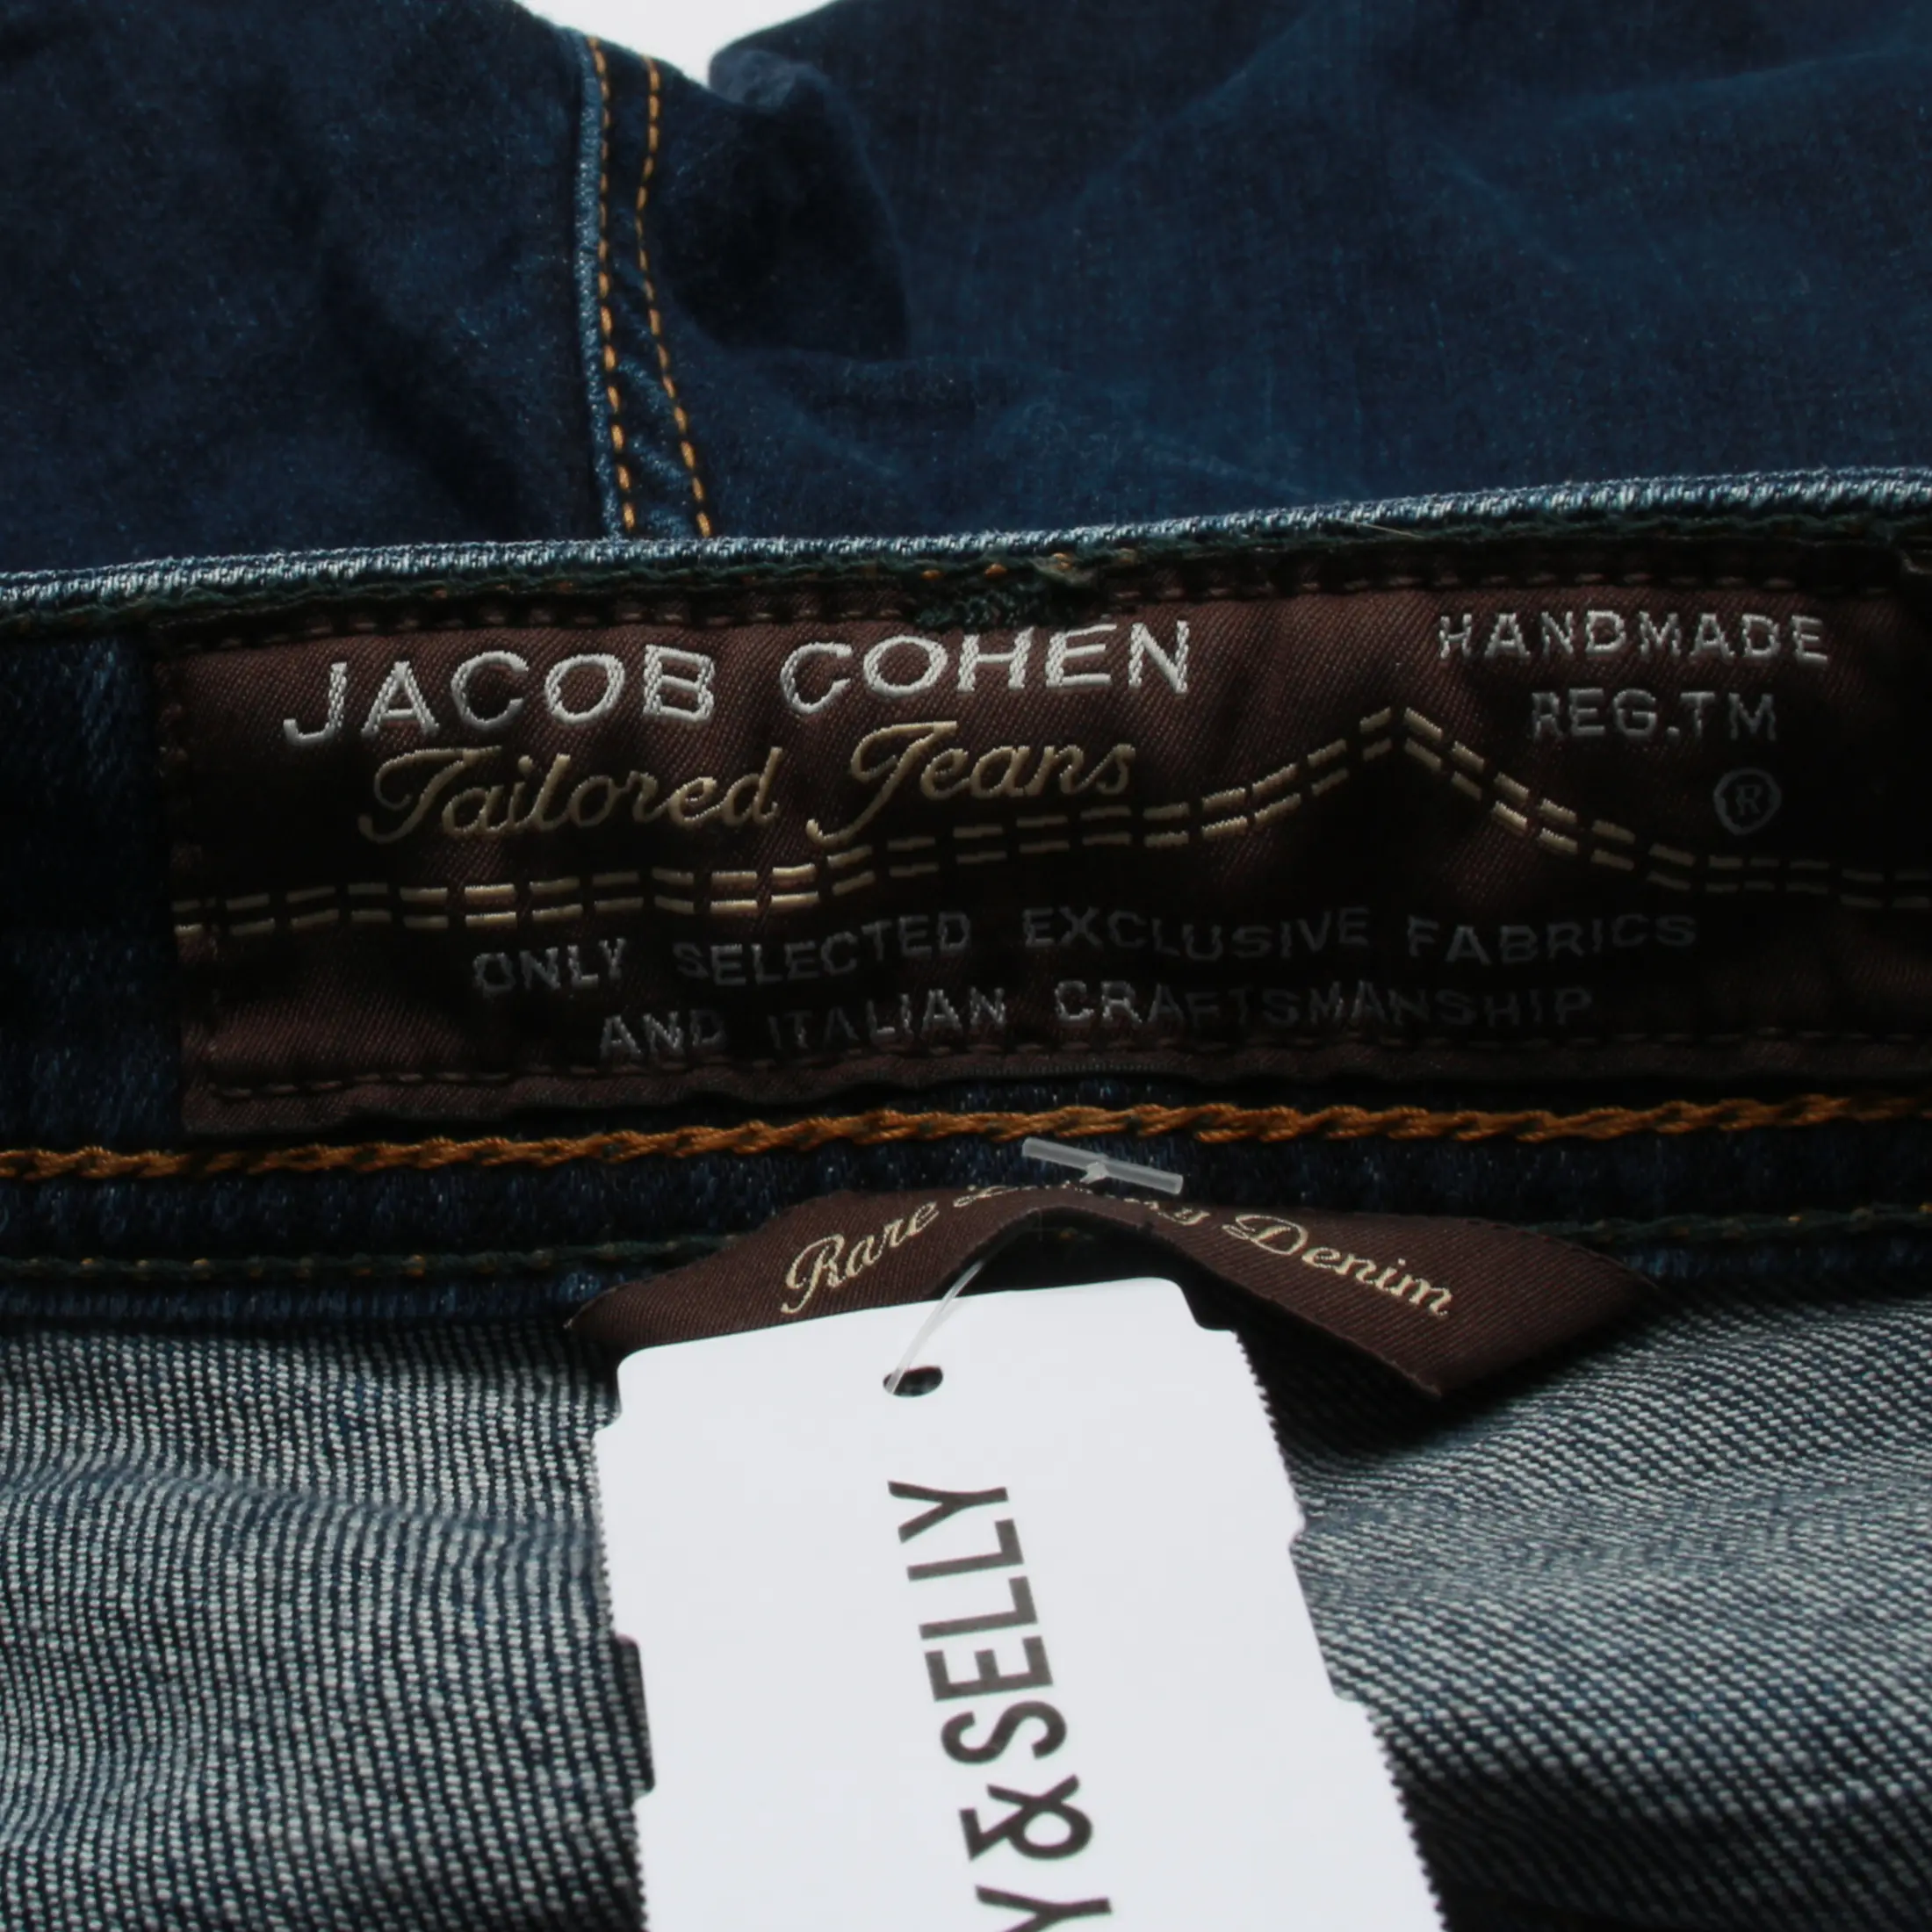 JACOB COHEN
Tailored Jeans
HANDMADE
REG.TM
®
ONLY SELECTED EXCLUSIVE FABRICS
AND ITALIAN CRAFTSMANSHIP
Rare Denim
Y&SELLY